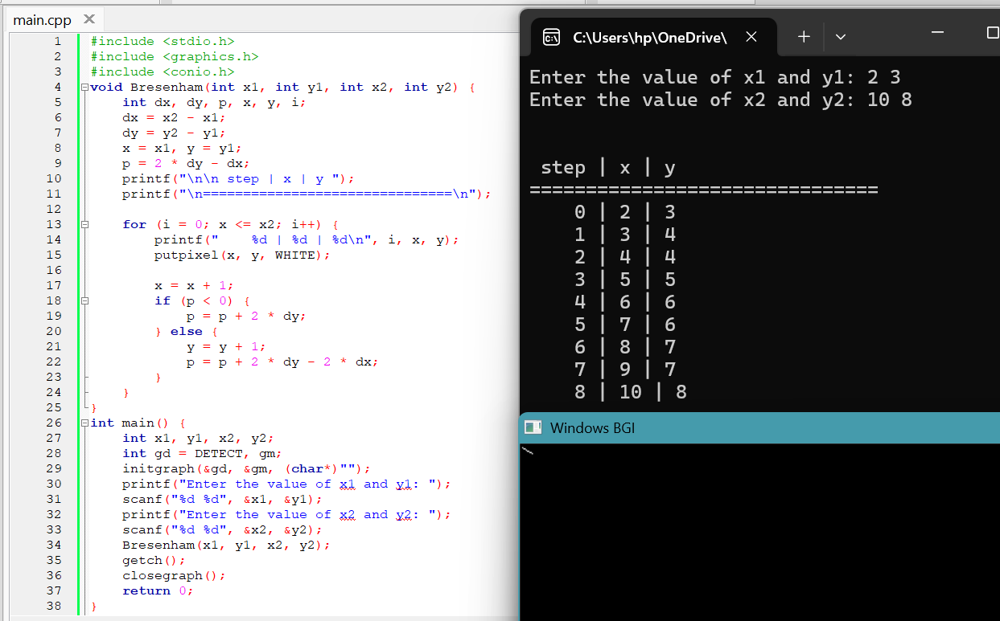 main.cpp
1 #include <stdio.h>
2 #include <graphics.h>
3 #include <conio.h>
4 void Bresenham(int x1, int y1, int x2, int y2) {
5     int dx, dy, p, x, y, i;
6     dx = x2 - x1;
7     dy = y2 - y1;
8     x = x1, y = y1;
9     p = 2 * dy - dx;
10     printf("\n\n step | x | y ");
11     printf("\n===============================\n");
12
13     for (i = 0; x <= x2; i++) {
14         printf("    %d | %d | %d\n", i, x, y);
15         putpixel(x, y, WHITE);
16
17         x = x + 1;
18         if (p < 0) {
19             p = p + 2 * dy;
20         } else {
21             y = y + 1;
22             p = p + 2 * dy - 2 * dx;
23         }
24     }
25 }
26 int main() {
27     int x1, y1, x2, y2;
28     int gd = DETECT, gm;
29     initgraph(&gd, &gm, (char*)"");
30     printf("Enter the value of x1 and y1: ");
31     scanf("%d %d", &x1, &y1);
32     printf("Enter the value of x2 and y2: ");
33     scanf("%d %d", &x2, &y2);
34     Bresenham(x1, y1, x2, y2);
35     getch();
36     closegraph();
37     return 0;
38 }
C:\Users\hp\OneDrive\
Enter the value of x1 and y1: 2 3
Enter the value of x2 and y2: 10 8
step | x | y
===============================
0 | 2 | 3
1 | 3 | 4
2 | 4 | 4
3 | 5 | 5
4 | 6 | 6
5 | 7 | 6
6 | 8 | 7
7 | 9 | 7
8 | 10 | 8
Windows BGI